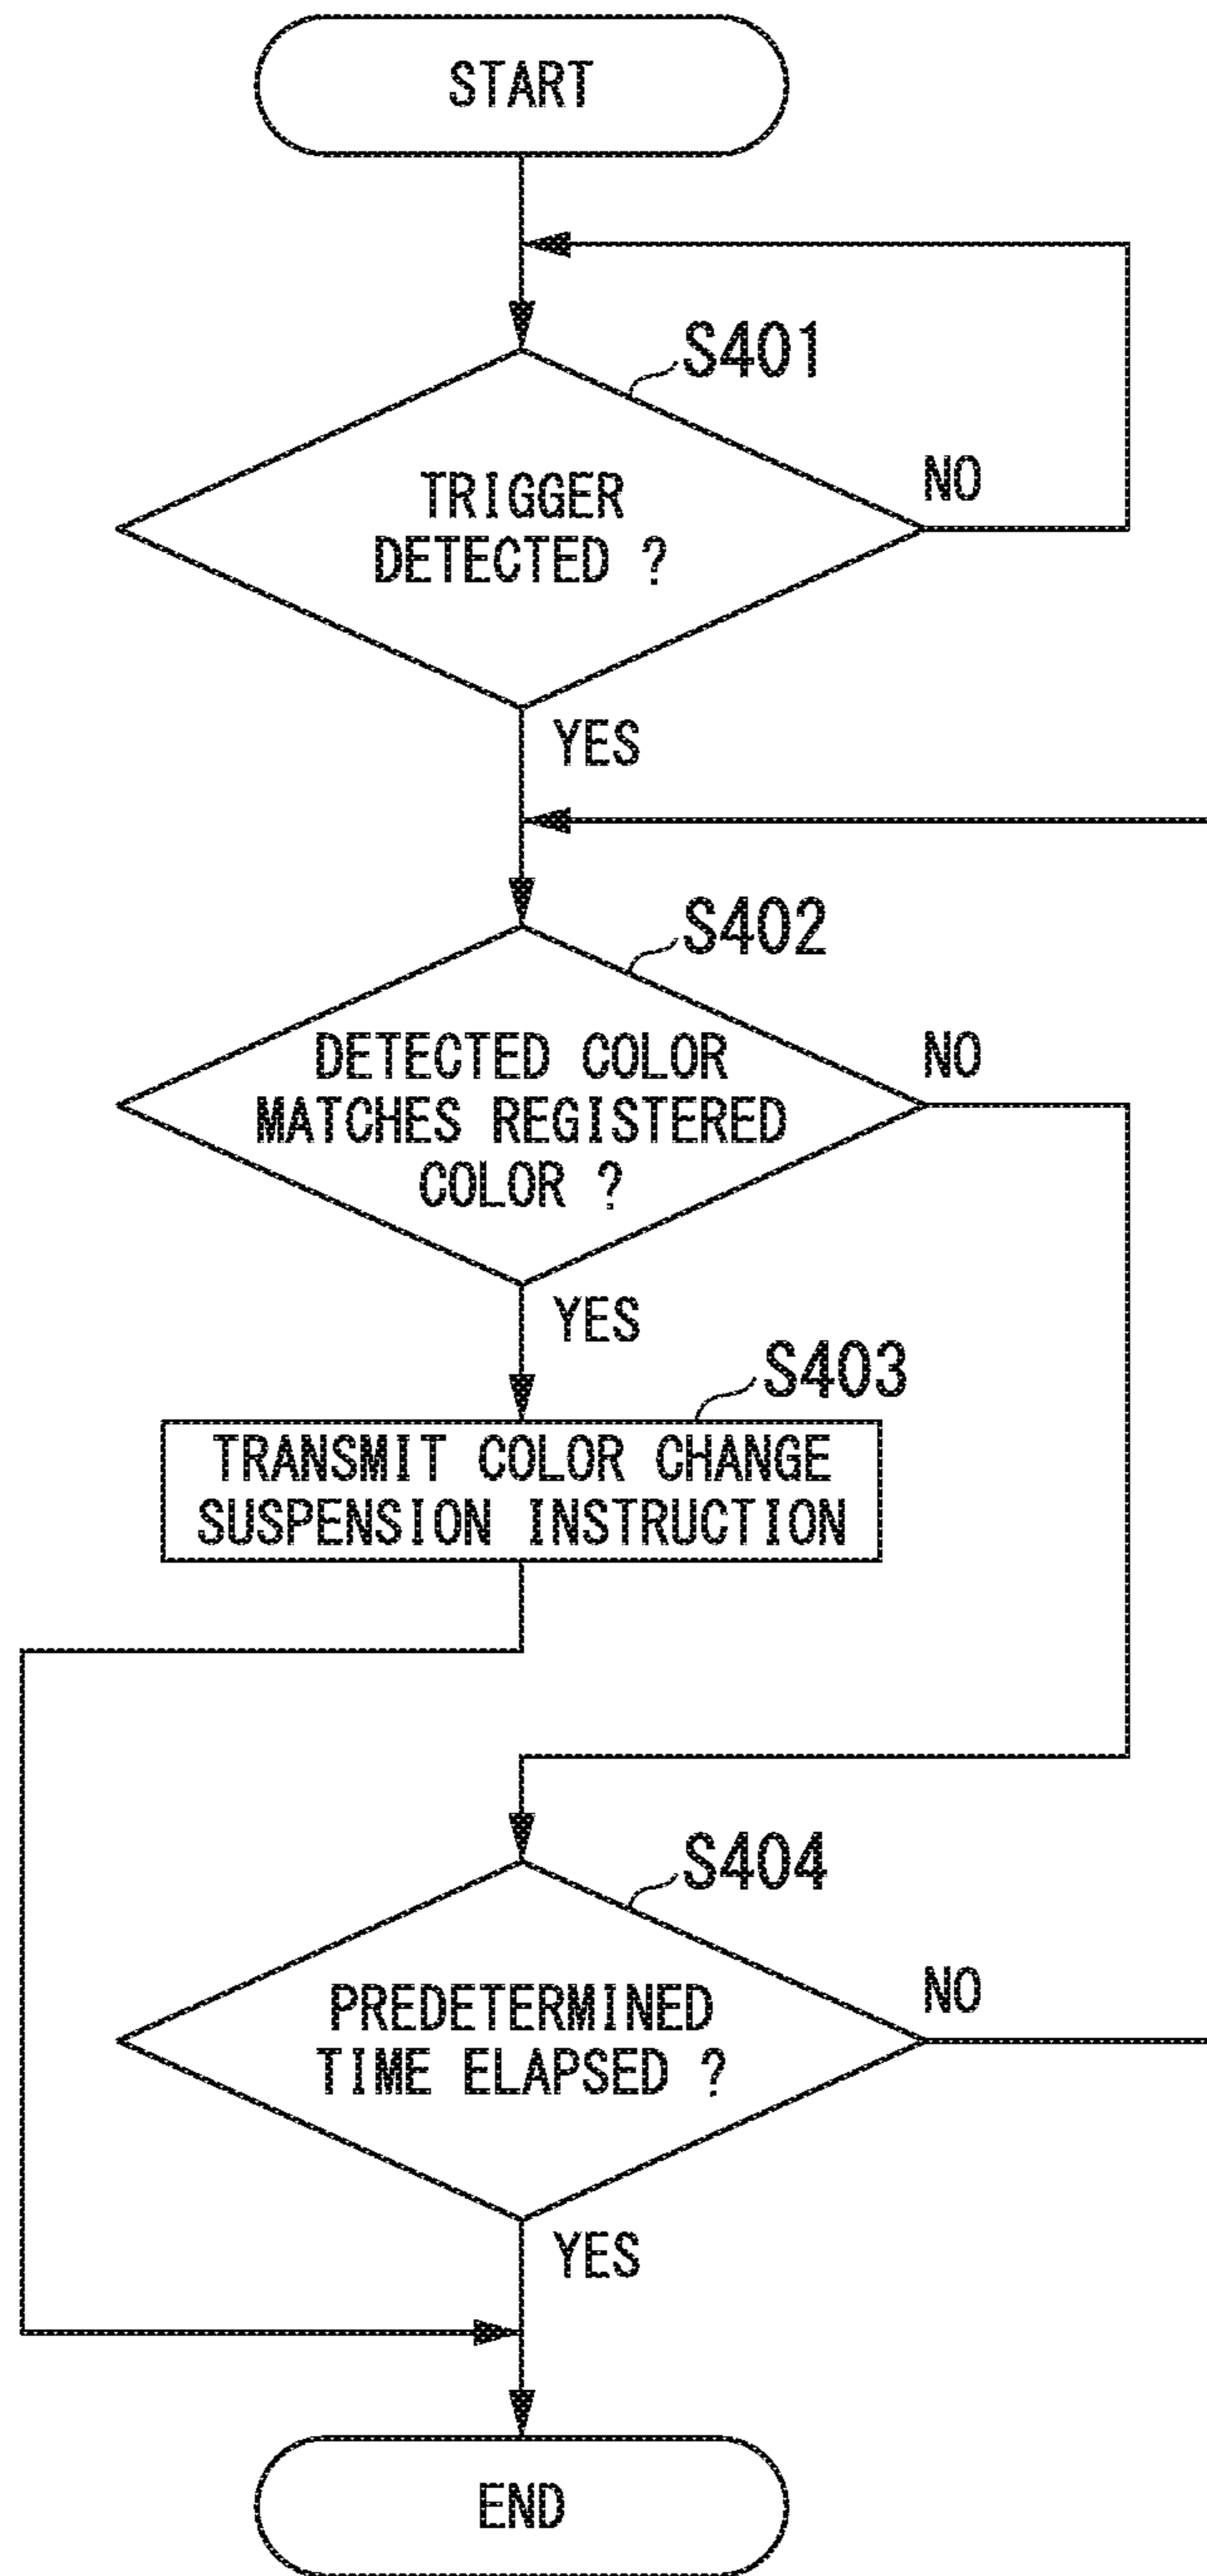 START
S401
TRIGGER
DETECTED ?
NO
YES
S402
DETECTED COLOR
MATCHES REGISTERED
COLOR ?
NO
YES
S403
TRANSMIT COLOR CHANGE
SUSPENSION INSTRUCTION
S404
PREDETERMINED
TIME ELAPSED ?
NO
YES
END